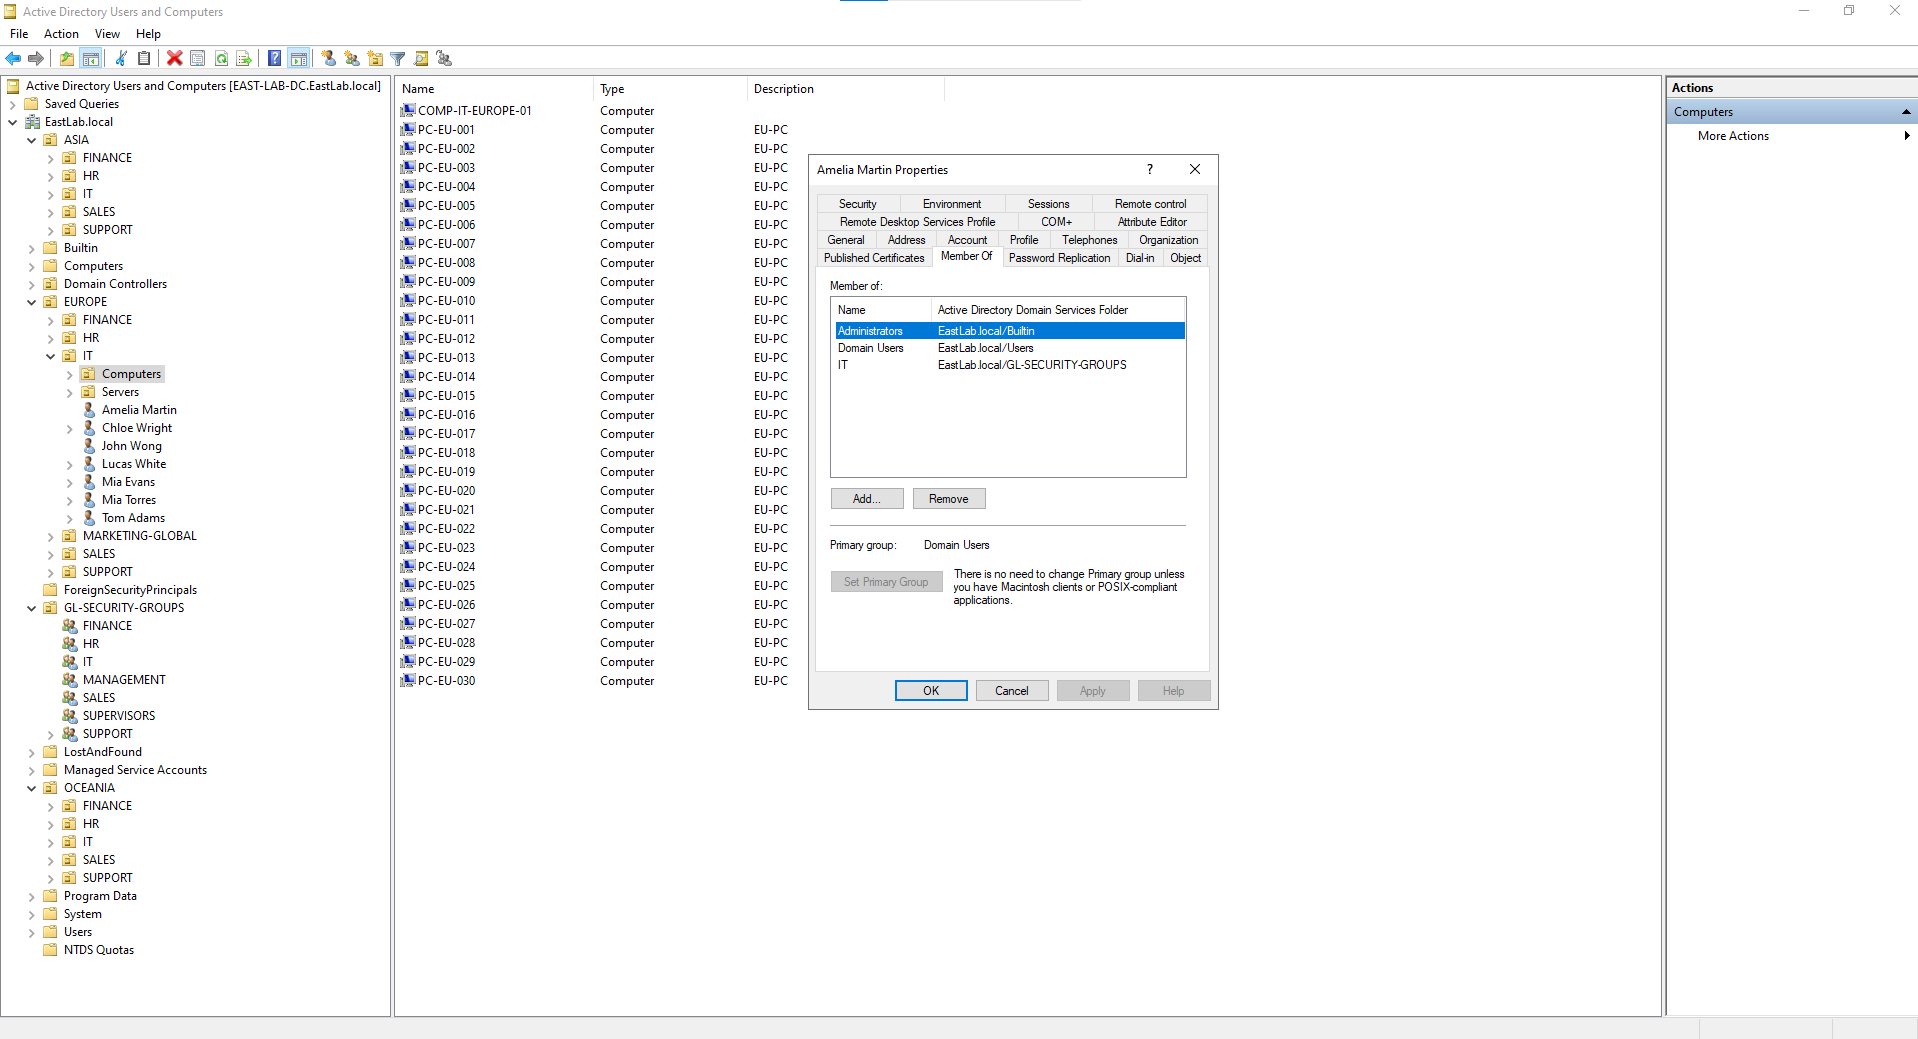 Active Directory Users and Computers
File Action View Help
Active Directory Users and Computers [EAST-LAB-DC.EastLab.local]
Saved Queries
EastLab.local
ASIA
FINANCE
HR
IT
SALES
SUPPORT
Builtin
Computers
Domain Controllers
EUROPE
FINANCE
HR
IT
Computers
Servers
Amelia Martin
Chloe Wright
John Wong
Lucas White
Mia Evans
Mia Torres
Tom Adams
MARKETING-GLOBAL
SALES
SUPPORT
ForeignSecurityPrincipals
GL-SECURITY-GROUPS
FINANCE
HR
IT
MANAGEMENT
SALES
SUPERVISORS
SUPPORT
LostAndFound
Managed Service Accounts
OCEANIA
FINANCE
HR
IT
SALES
SUPPORT
Program Data
System
Users
NTDS Quotas
Name Type Description
COMP-IT-EUROPE-01 Computer
PC-EU-001 Computer EU-PC
PC-EU-002 Computer EU-PC
PC-EU-003 Computer EU-PC
PC-EU-004 Computer EU-PC
PC-EU-005 Computer EU-PC
PC-EU-006 Computer EU-PC
PC-EU-007 Computer EU-PC
PC-EU-008 Computer EU-PC
PC-EU-009 Computer EU-PC
PC-EU-010 Computer EU-PC
PC-EU-011 Computer EU-PC
PC-EU-012 Computer EU-PC
PC-EU-013 Computer EU-PC
PC-EU-014 Computer EU-PC
PC-EU-015 Computer EU-PC
PC-EU-016 Computer EU-PC
PC-EU-017 Computer EU-PC
PC-EU-018 Computer EU-PC
PC-EU-019 Computer EU-PC
PC-EU-020 Computer EU-PC
PC-EU-021 Computer EU-PC
PC-EU-022 Computer EU-PC
PC-EU-023 Computer EU-PC
PC-EU-024 Computer EU-PC
PC-EU-025 Computer EU-PC
PC-EU-026 Computer EU-PC
PC-EU-027 Computer EU-PC
PC-EU-028 Computer EU-PC
PC-EU-029 Computer EU-PC
PC-EU-030 Computer EU-PC
Amelia Martin Properties ?
Security Environment Sessions Remote control
Remote Desktop Services Profile COM+ Attribute Editor
General Address Account Profile Telephones Organization
Published Certificates Member Of Password Replication Dial-in Object
Member of:
Name Active Directory Domain Services Folder
Administrators EastLab.local/Builtin
Domain Users EastLab.local/Users
IT EastLab.local/GL-SECURITY-GROUPS
Add... Remove
Primary group: Domain Users
Set Primary Group
There is no need to change Primary group unless
you have Macintosh clients or POSIX-compliant
applications.
OK Cancel Apply Help
Actions
Computers
More Actions